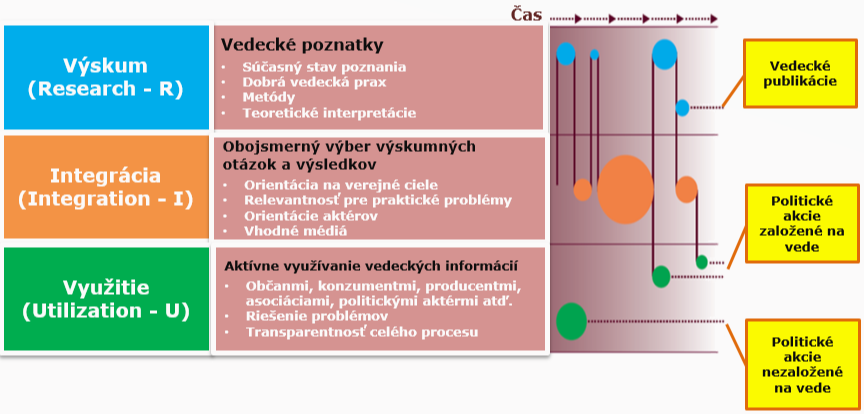 Čas
Výskum
(Research - R)
Vedecké poznatky
• Súčasný stav poznania
• Dobrá vedecká prax
• Metódy
• Teoretické interpretácie
Vedecké
publikácie
Integrácia
(Integration - I)
Obojsmerný výber výskumných
otázok a výsledkov
• Orientácia na verejné ciele
• Relevantnosť pre praktické problémy
• Orientácie aktérov
• Vhodné médiá
Politické
akcie
založené na
vede
Využitie
(Utilization - U)
Aktívne využívanie vedeckých informácií
• Občanmi, konzumentmi, producentmi,
asociáciami, politickými aktérmi atď.
• Riešenie problémov
• Transparentnosť celého procesu
Politické
akcie
nezaložené
na vede